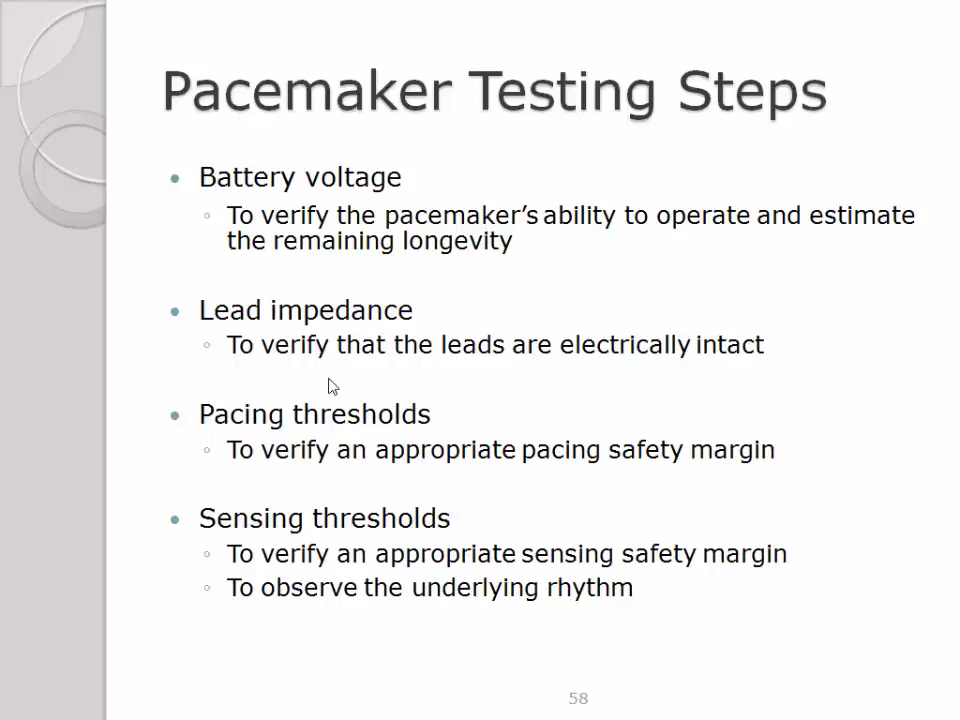 Pacemaker Testing Steps
• Battery voltage
◦ To verify the pacemaker’s ability to operate and estimate
the remaining longevity
• Lead impedance
◦ To verify that the leads are electrically intact
• Pacing thresholds
◦ To verify an appropriate pacing safety margin
• Sensing thresholds
◦ To verify an appropriate sensing safety margin
◦ To observe the underlying rhythm
58